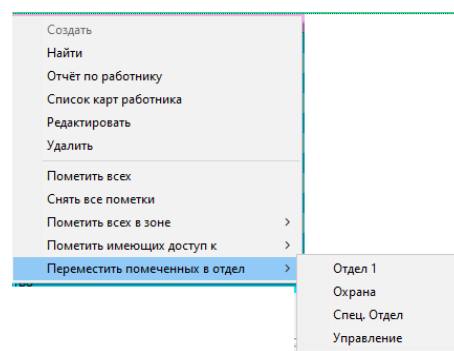 Создать
Найти
Отчёт по работнику
Список карт работника
Редактировать
Удалить
Пометить всех
Снять все пометки
Пометить всех в зоне
Пометить имеющих доступ к
Переместить помеченных в отдел
Отдел 1
Охрана
Спец. Отдел
Управление